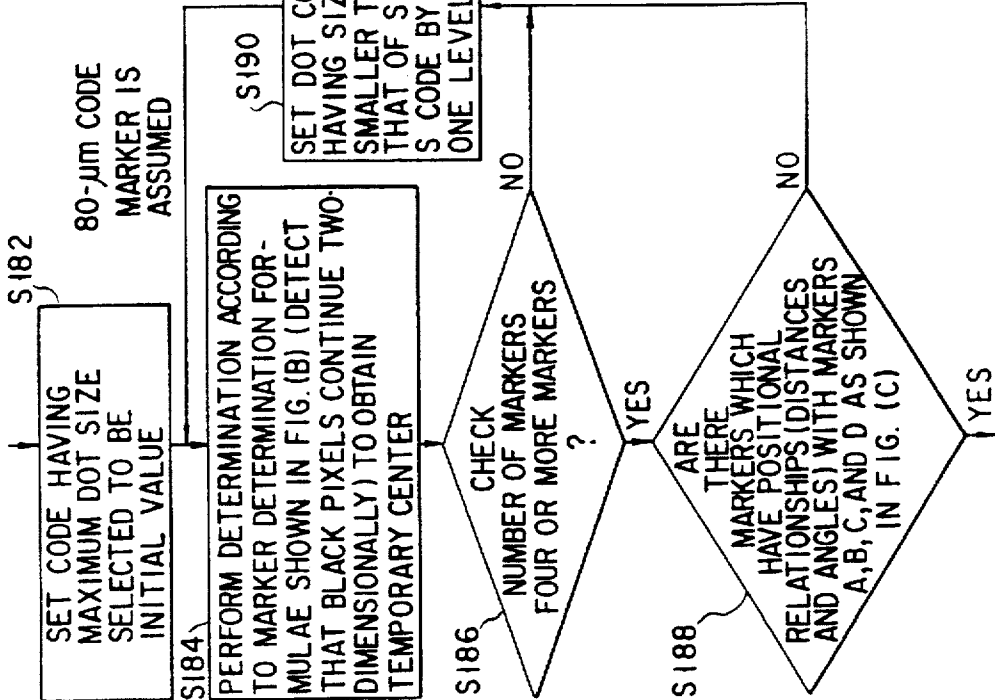 S182
SET CODE HAVING
MAXIMUM DOT SIZE
SELECTED TO BE
INITIAL VALUE
80-μm CODE
MARKER IS
ASSUMED
S190
SET DOT
HAVING
SMALLER
THAT OF
S CODE BY
ONE LEVEL
S184
PERFORM DETERMINATION ACCORDING
TO MARKER DETERMINATION FOR-
MULAE SHOWN IN FIG.(B) (DETECT
THAT BLACK PIXELS CONTINUE TWO-
DIMENSIONALLY) TO OBTAIN
TEMPORARY CENTER
S186
CHECK
NUMBER OF MARKERS
FOUR OR MORE MARKERS
?
NO
YES
S188
ARE
THERE
MARKERS WHICH
HAVE POSITIONAL
RELATIONSHIPS (DISTANCES
AND ANGLES) WITH MARKERS
A,B,C,AND D AS SHOWN
IN FIG. (C)
NO
YES